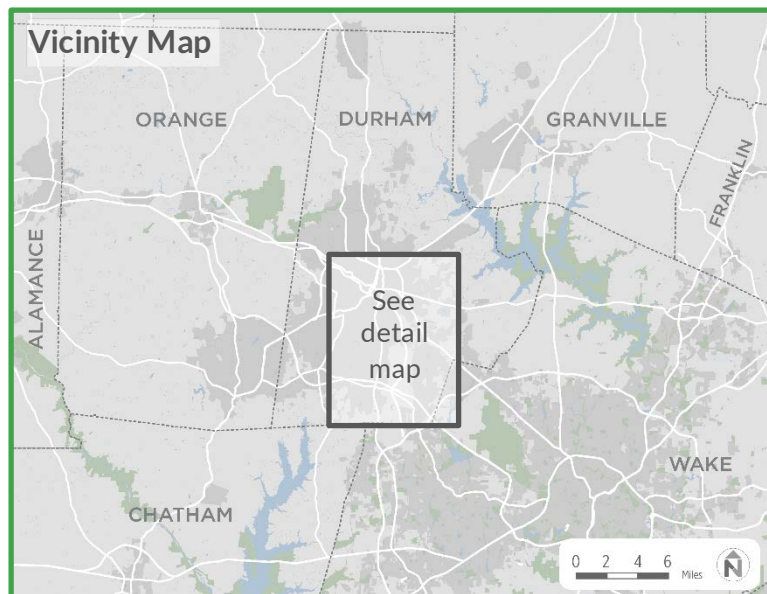 Vicinity Map
ORANGE
DURHAM
GRANVILLE
FRANKLIN
ALAMANCE
See
detail
map
WAKE
CHATHAM
0 2 4 6
Miles
N